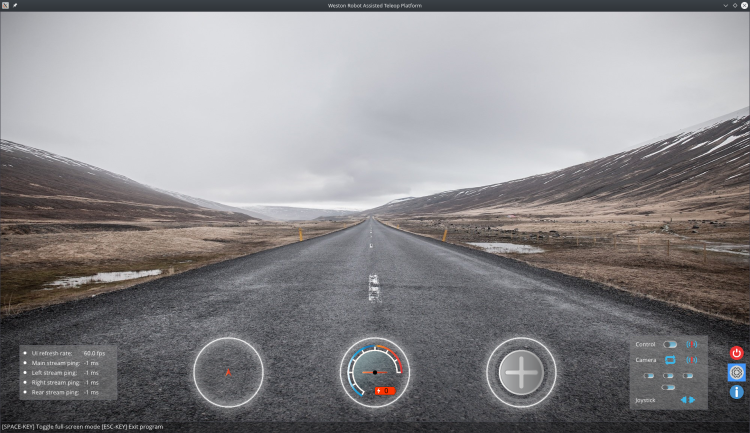 Weston Robot Assisted Teleop Platform
UI refresh rate: 60.0 fps
Main stream ping: -1 ms
Left stream ping: -1 ms
Right stream ping: -1 ms
Rear stream ping: -1 ms
0
Control
Camera
Joystick
[SPACE-KEY] Toggle full-screen mode [ESC-KEY] Exit program